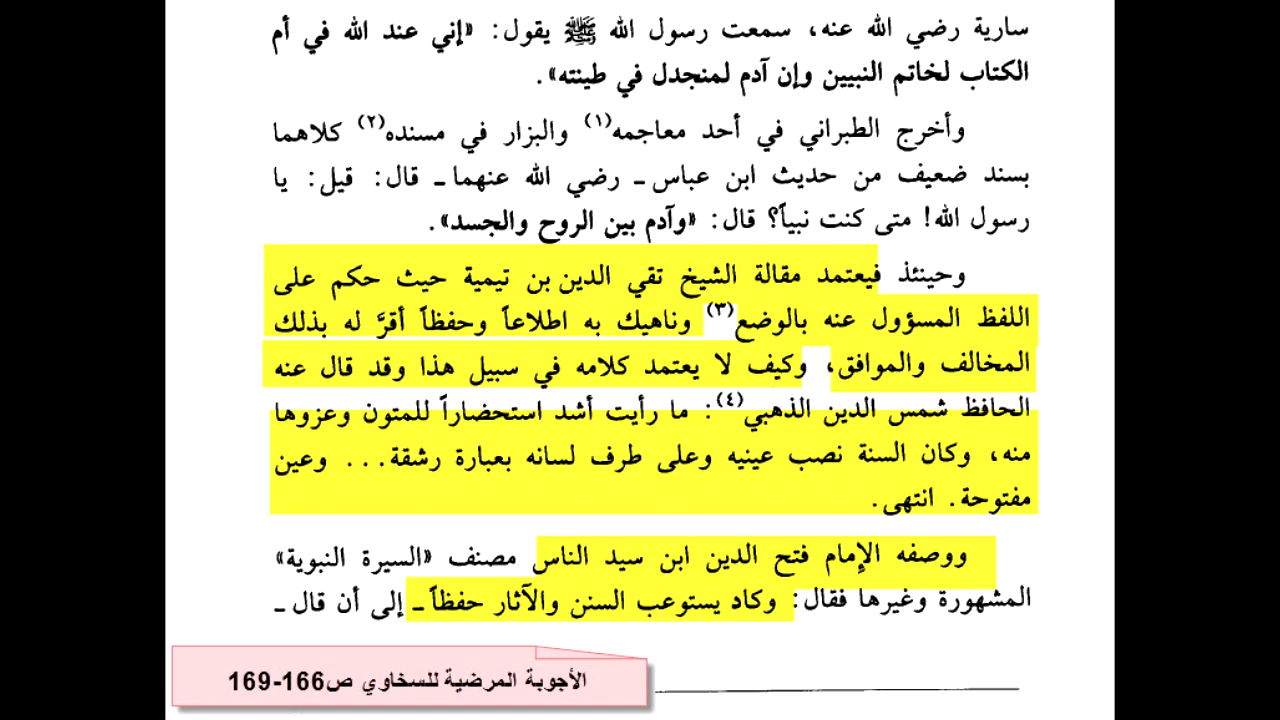 سارية رضي الله عنه، سمعت رسول الله ﷺ يقول: «إني عند الله في أم
الكتاب لخاتم النبيين وإن آدم لمنجدل في طينته».
وأخرج الطبراني في أحد معاجمه(١) والبزار في مسنده(٢) كلاهما
بسند ضعيف من حديث ابن عباس ـ رضي الله عنهما ـ قال: قيل: يا
رسول الله! متى كنت نبياً؟ قال: «وآدم بين الروح والجسد».
وحينئذ فيعتمد مقالة الشيخ تقي الدين بن تيمية حيث حكم على
اللفظ المسؤول عنه بالوضع(٣) وناهيك به اطلاعاً وحفظاً أقرَّ له بذلك
المخالف والموافق، وكيف لا يعتمد كلامه في سبيل هذا وقد قال عنه
الحافظ شمس الدين الذهبي(٤): ما رأيت أشد استحضاراً للمتون وعزوها
منه، وكان السنة نصب عينيه وعلى طرف لسانه بعبارة رشقة... وعين
مفتوحة. انتهى.
ووصفه الإمام فتح الدين ابن سيد الناس مصنف «السيرة النبوية»
المشهورة وغيرها فقال: وكاد يستوعب السنن والآثار حفظاً ـ إلى أن قال ـ
الأجوبة المرضية للسخاوي ص166-169